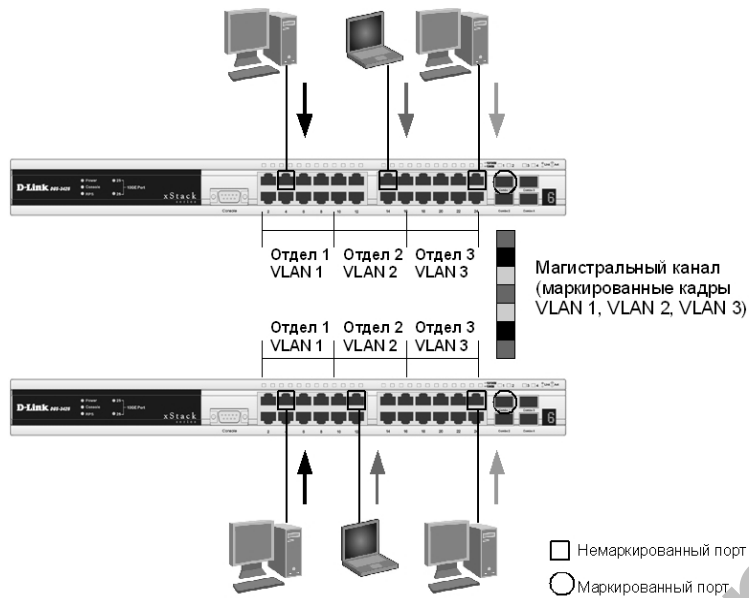 D-Link
xStack
Console
Отдел 1
VLAN 1
Отдел 2
VLAN 2
Отдел 3
VLAN 3
Магистральный канал
(маркированные кадры
VLAN 1, VLAN 2, VLAN 3)
Отдел 1
VLAN 1
Отдел 2
VLAN 2
Отдел 3
VLAN 3
D-Link
xStack
Console
Немаркированный порт
Маркированный порт